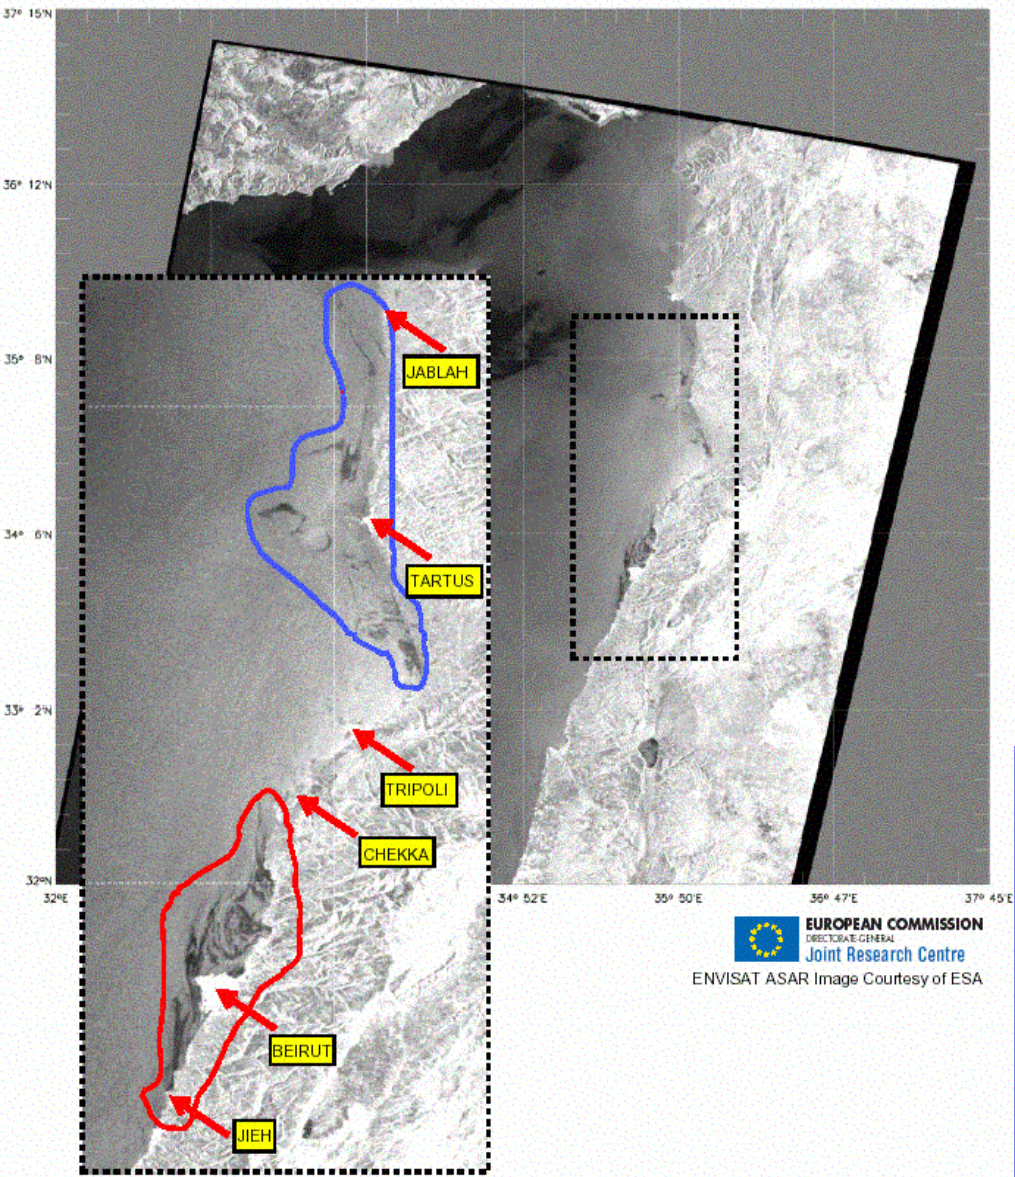 37° 15'N
36° 12'N
35° 8'N
34° 6'N
33° 2'N
32°N
32°E
34° 52'E
35° 50'E
36° 47'E
37° 45'E
JABLAH
TARTUS
TRIPOLI
CHEKKA
BEIRUT
JIEH
EUROPEAN COMMISSION
DIRECTORATE-GENERAL
Joint Research Centre
ENVISAT ASAR Image Courtesy of ESA